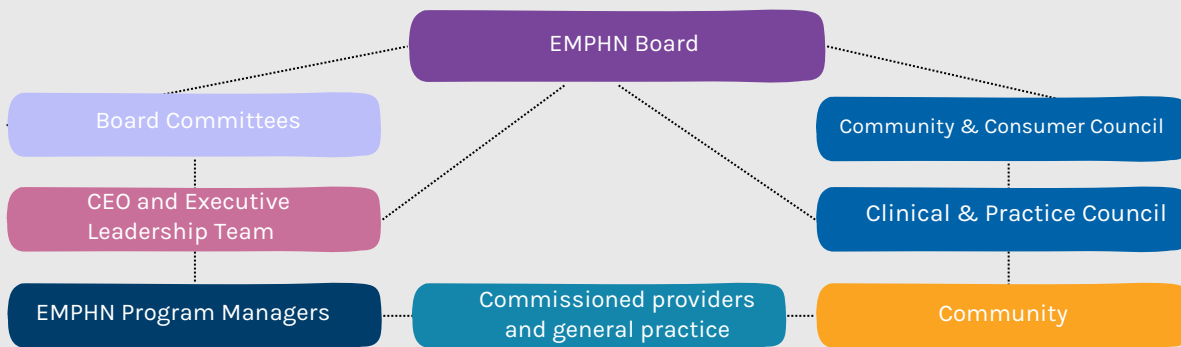 EMPHN Board
Board Committees
Community & Consumer Council
CEO and Executive
Leadership Team
Clinical & Practice Council
EMPHN Program Managers
Commissioned providers
and general practice
Community